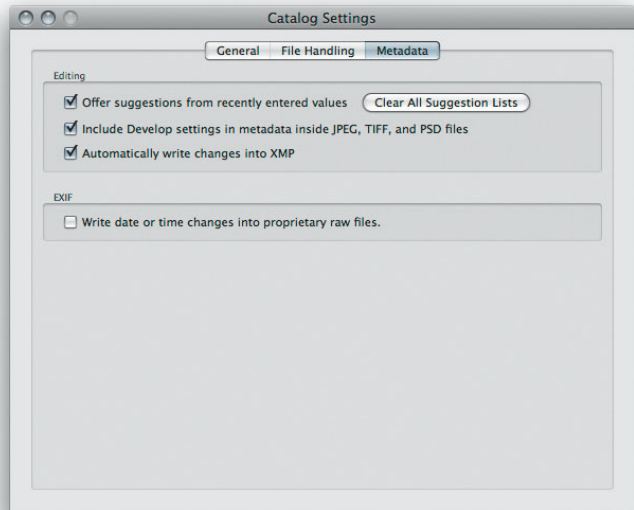 Catalog Settings
General File Handling Metadata
Editing
Offer suggestions from recently entered values Clear All Suggestion Lists
Include Develop settings in metadata inside JPEG, TIFF, and PSD files
Automatically write changes into XMP
EXIF
Write date or time changes into proprietary raw files.